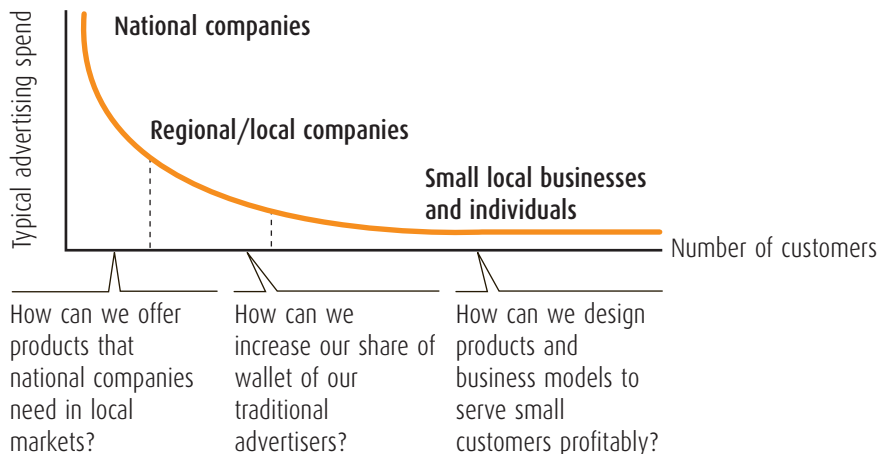 Typical advertising spend
National companies
Regional/local companies
Small local businesses
and individuals
Number of customers
How can we offer
products that
national companies
need in local
markets?
How can we
increase our share of
wallet of our
traditional
advertisers?
How can we design
products and
business models to
serve small
customers profitably?